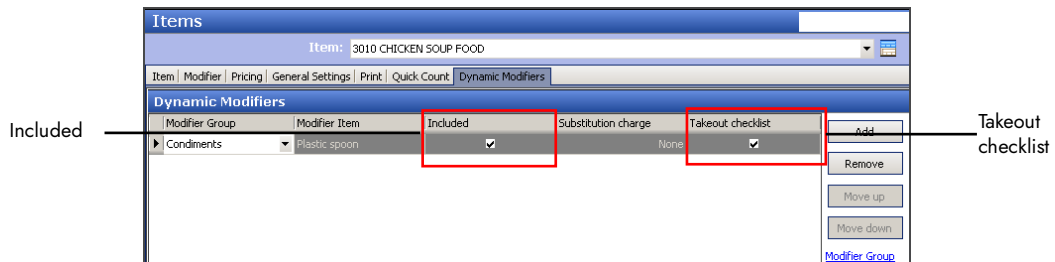 Items
Item: 3010 CHICKEN SOUP FOOD
Item Modifier Pricing General Settings Print Quick Count Dynamic Modifiers
Dynamic Modifiers
Modifier Group Modifier Item Included Substitution charge Takeout checklist
Condiments Plastic spoon None
Add
Remove
Move up
Move down
Modifier Group
Included
Takeout
checklist